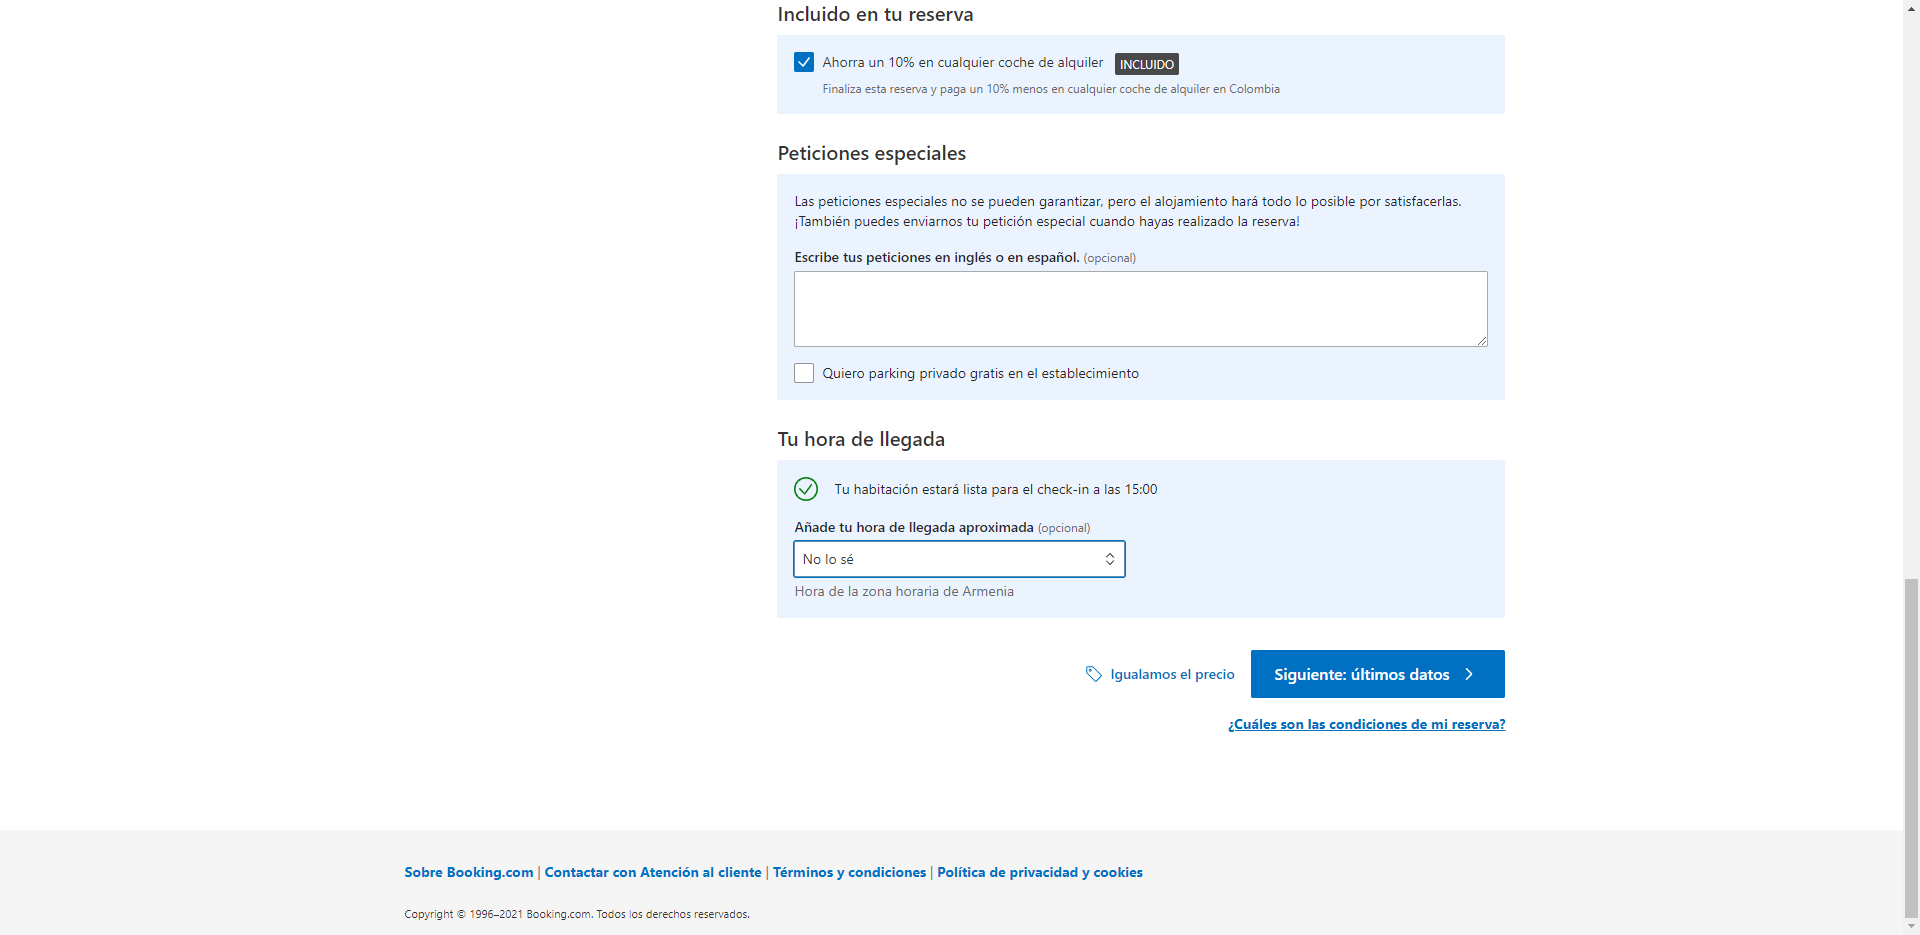 Incluido en tu reserva
Ahorra un 10% en cualquier coche de alquiler INCLUIDO
Finaliza esta reserva y paga un 10% menos en cualquier coche de alquiler en Colombia
Peticiones especiales
Las peticiones especiales no se pueden garantizar, pero el alojamiento hará todo lo posible por satisfacerlas.
¡También puedes enviarnos tu petición especial cuando hayas realizado la reserva!
Escribe tus peticiones en inglés o en español. (opcional)
Quiero parking privado gratis en el establecimiento
Tu hora de llegada
Tu habitación estará lista para el check-in a las 15:00
Añade tu hora de llegada aproximada (opcional)
No lo sé
Hora de la zona horaria de Armenia
Igualamos el precio
Siguiente: últimos datos
¿Cuáles son las condiciones de mi reserva?
Sobre Booking.com | Contactar con Atención al cliente | Términos y condiciones | Política de privacidad y cookies
Copyright © 1996–2021 Booking.com. Todos los derechos reservados.